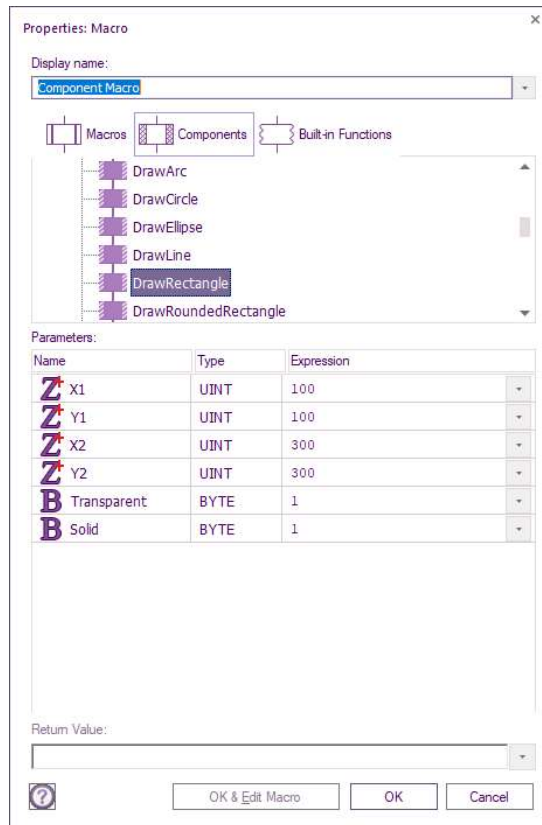 Properties: Macro
Display name:
Component Macro
Macros Components Built-in Functions
DrawArc
DrawCircle
DrawEllipse
DrawLine
DrawRectangle
DrawRoundedRectangle
Parameters:
Name Type Expression
X1 UINT 100
Y1 UINT 100
X2 UINT 300
Y2 UINT 300
Transparent BYTE 1
Solid BYTE 1
Return Value:
OK & Edit Macro OK Cancel